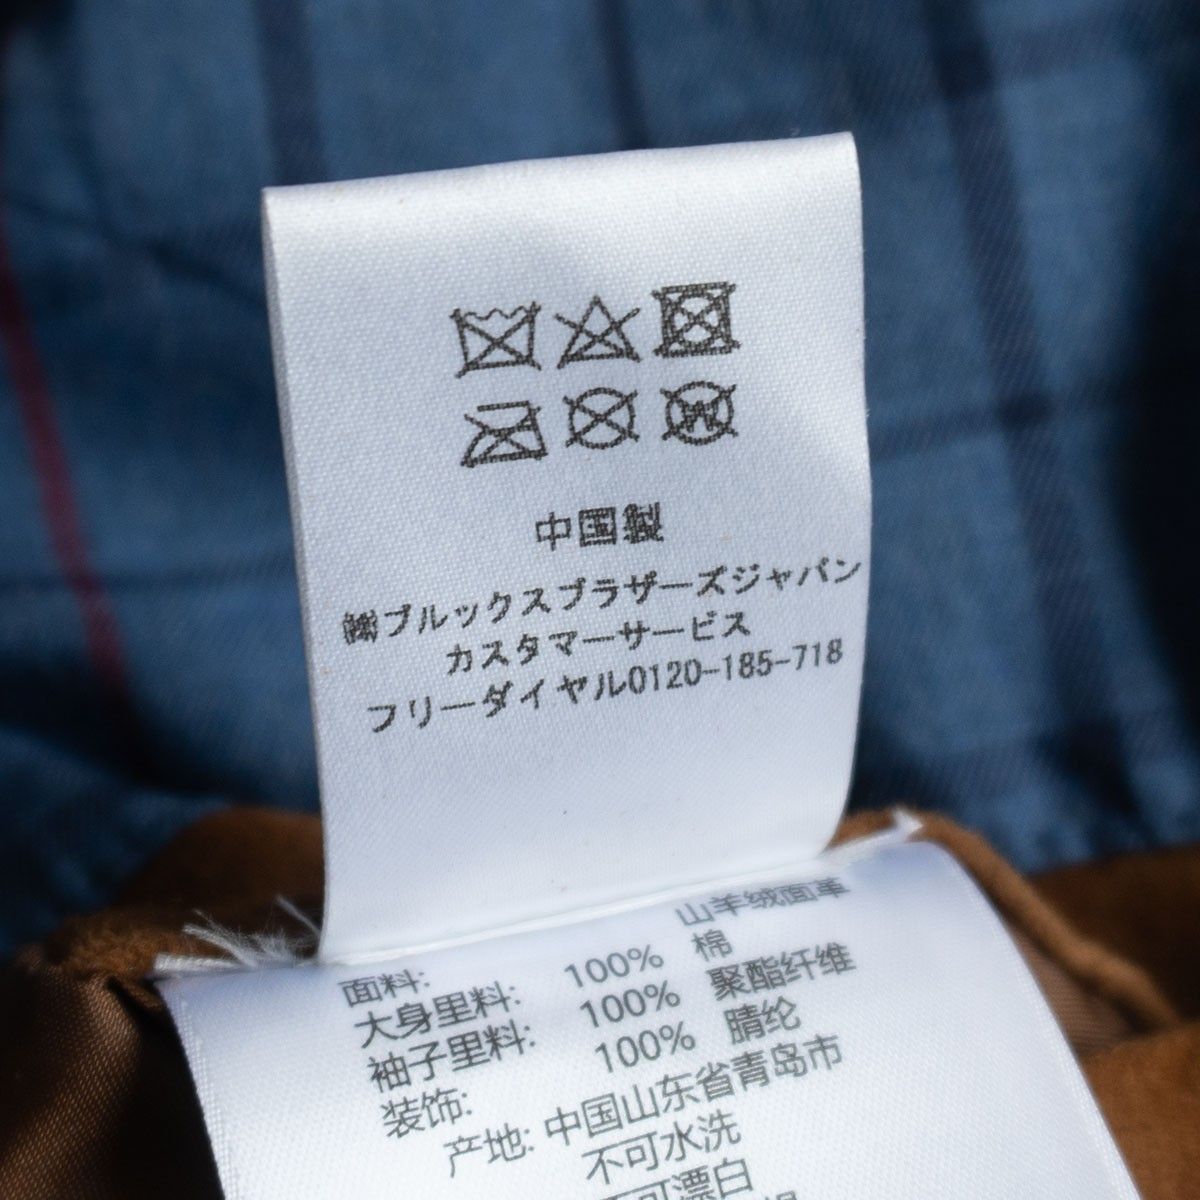 中国製
㈱ブルックスブラザーズジャパン
カスタマーサービス
フリーダイヤル0120-185-718
面料: 100% 山羊绒面革
大身里料: 100% 棉
袖子里料: 100% 聚酯纤维
装饰: 100% 腈纶
产地: 中国山东省青岛市
不可水洗
不可漂白